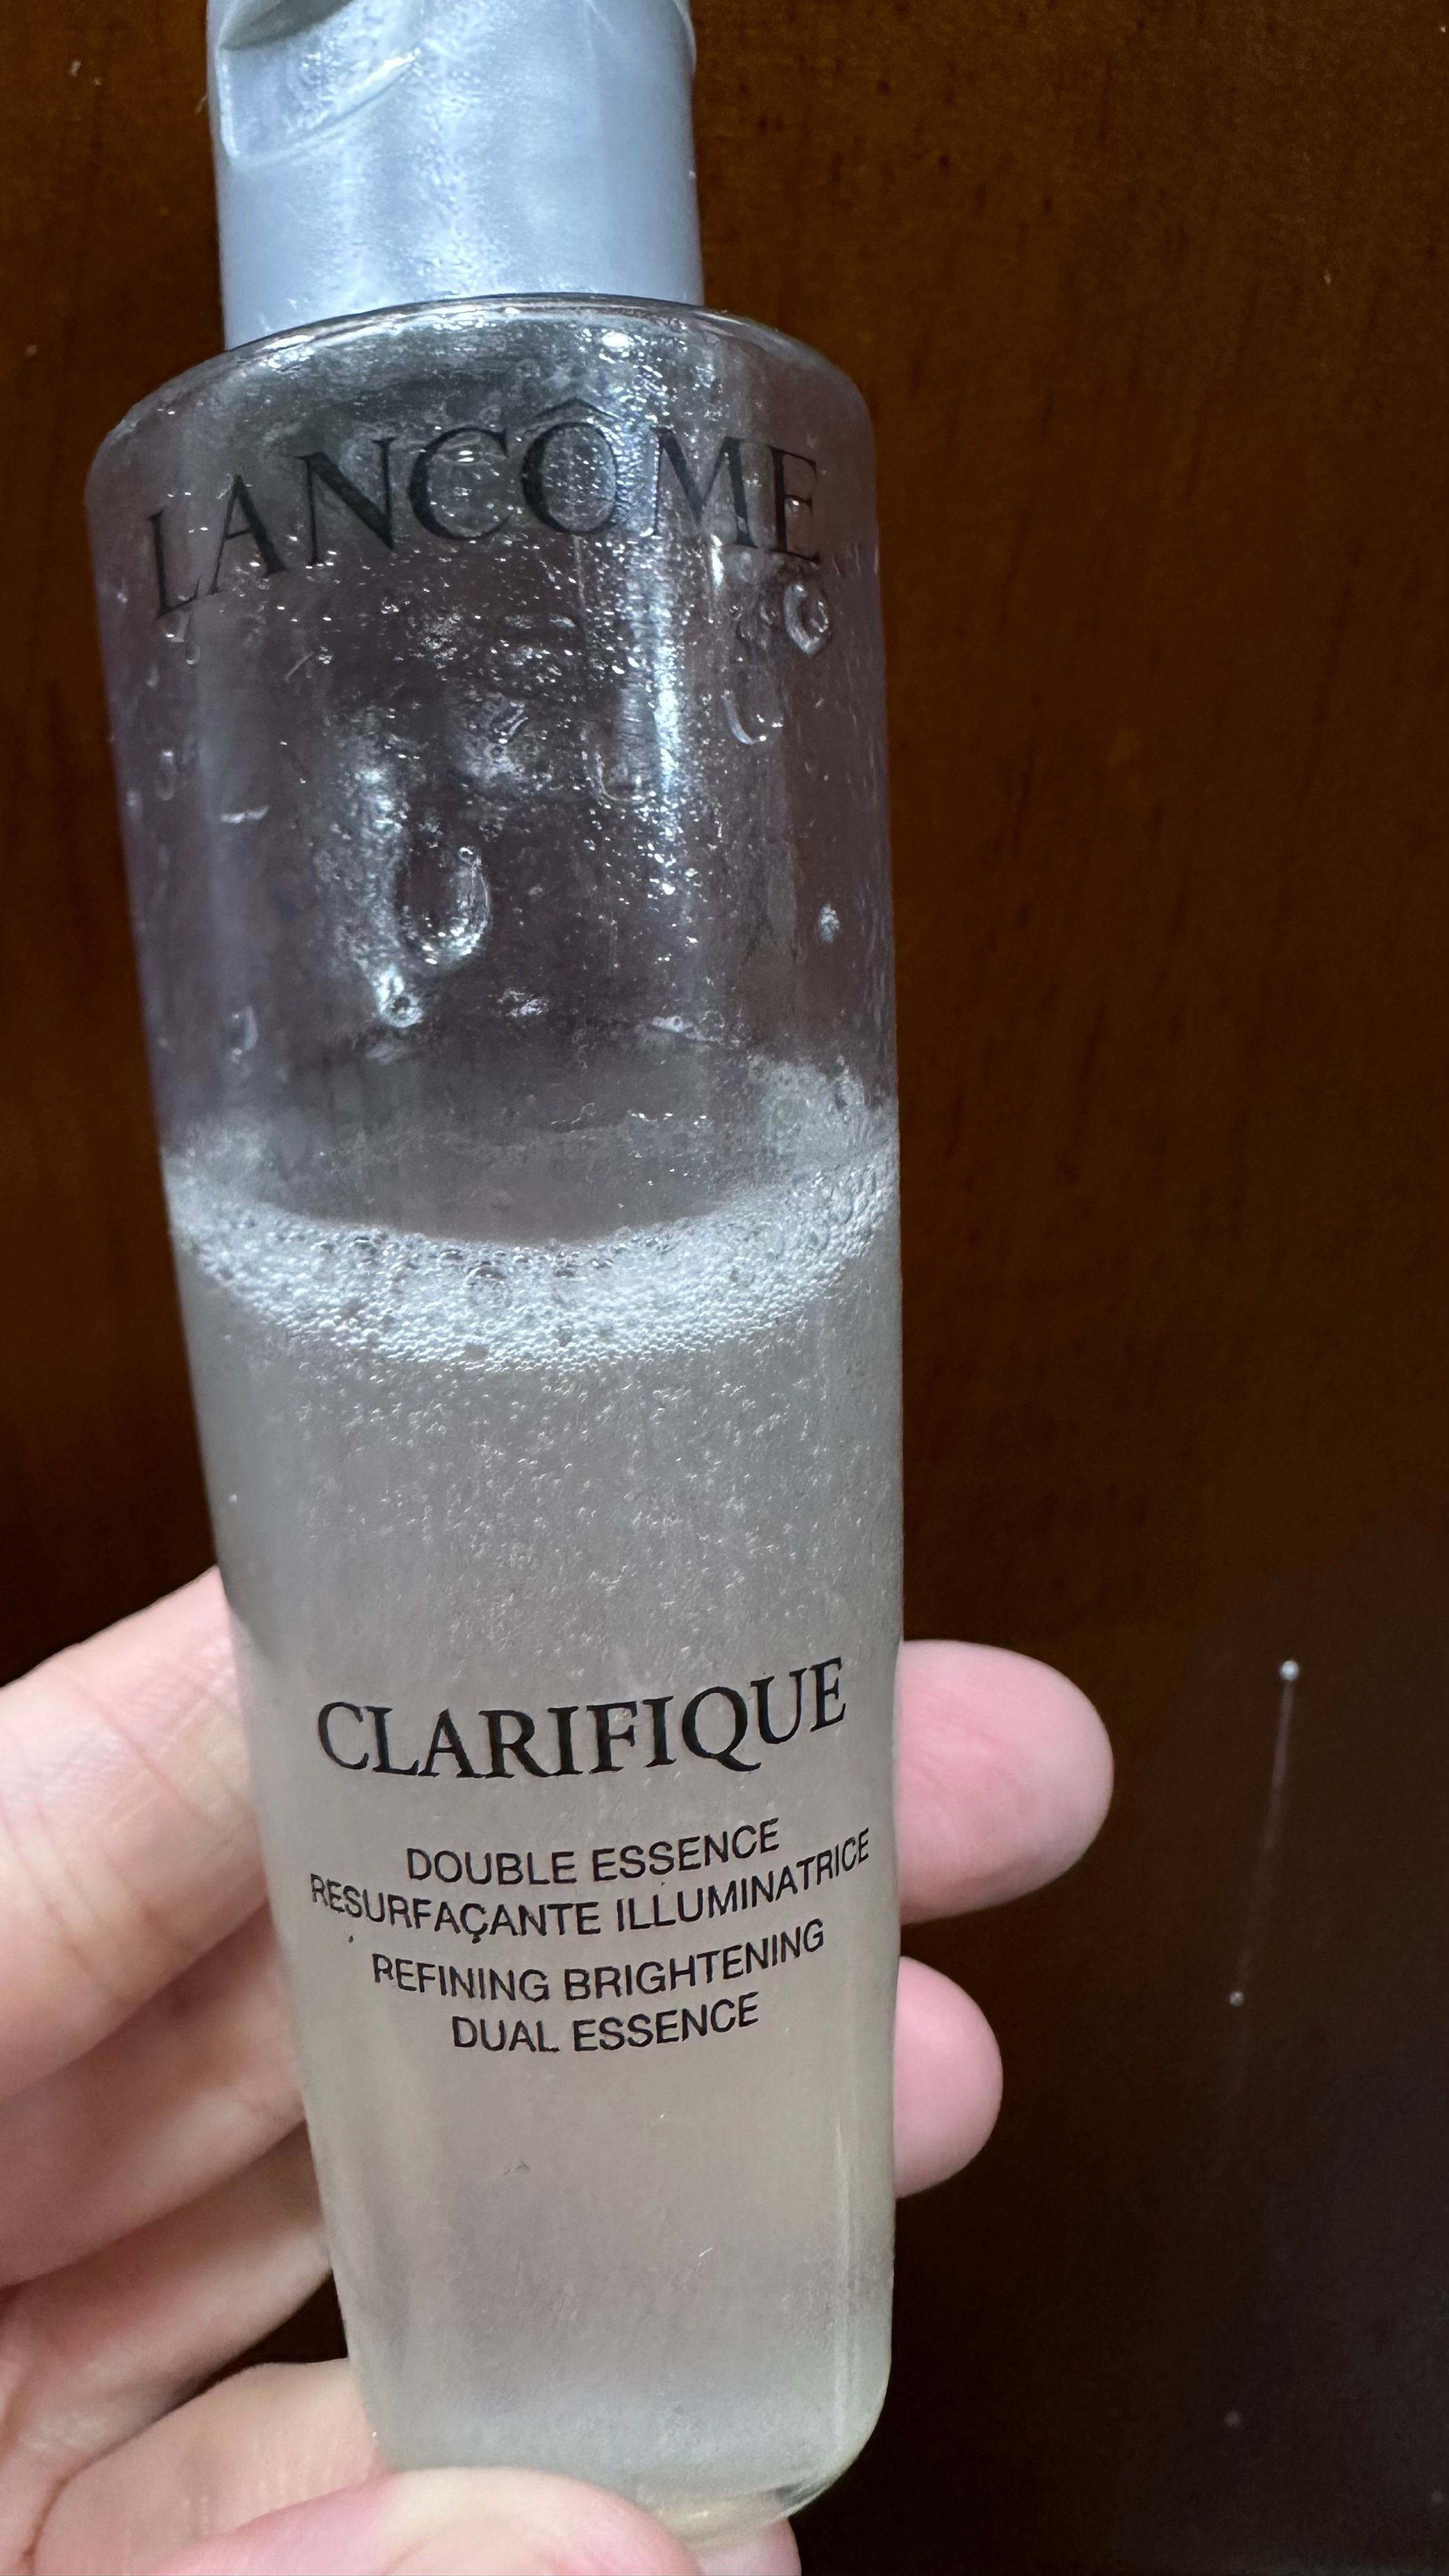 LANCÔME
CLARIFIQUE
DOUBLE ESSENCE
RESURFAÇANTE ILLUMINATRICE
REFINING BRIGHTENING
DUAL ESSENCE